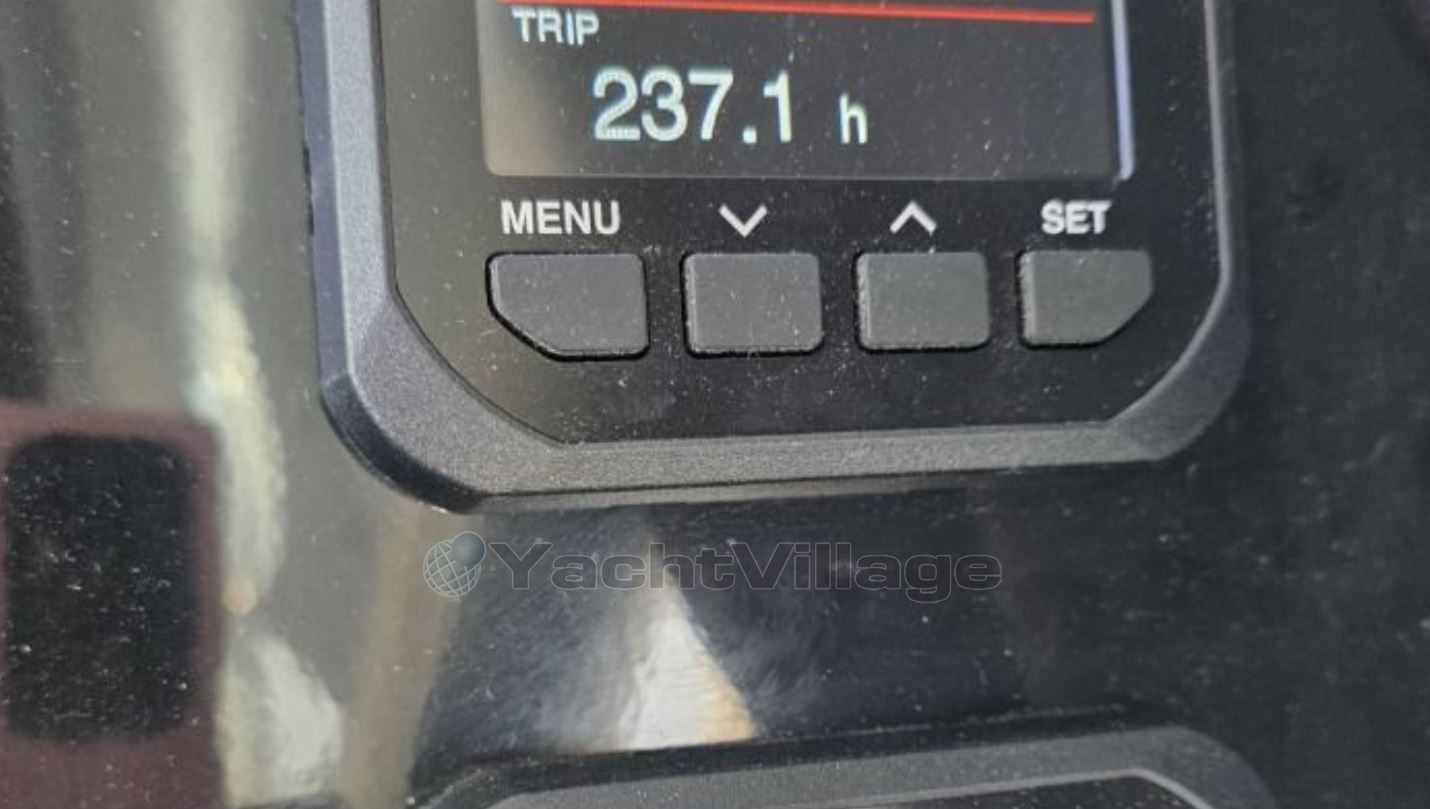 TRIP
237.1 h
MENU SET
YachtVillage